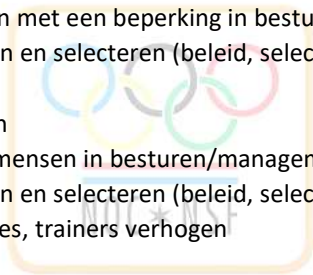 n met een beperking in bestu
n en selecteren (beleid, selec
n
mensen in besturen/managen
n en selecteren (beleid, selec
NOC*NSF
es, trainers verhogen